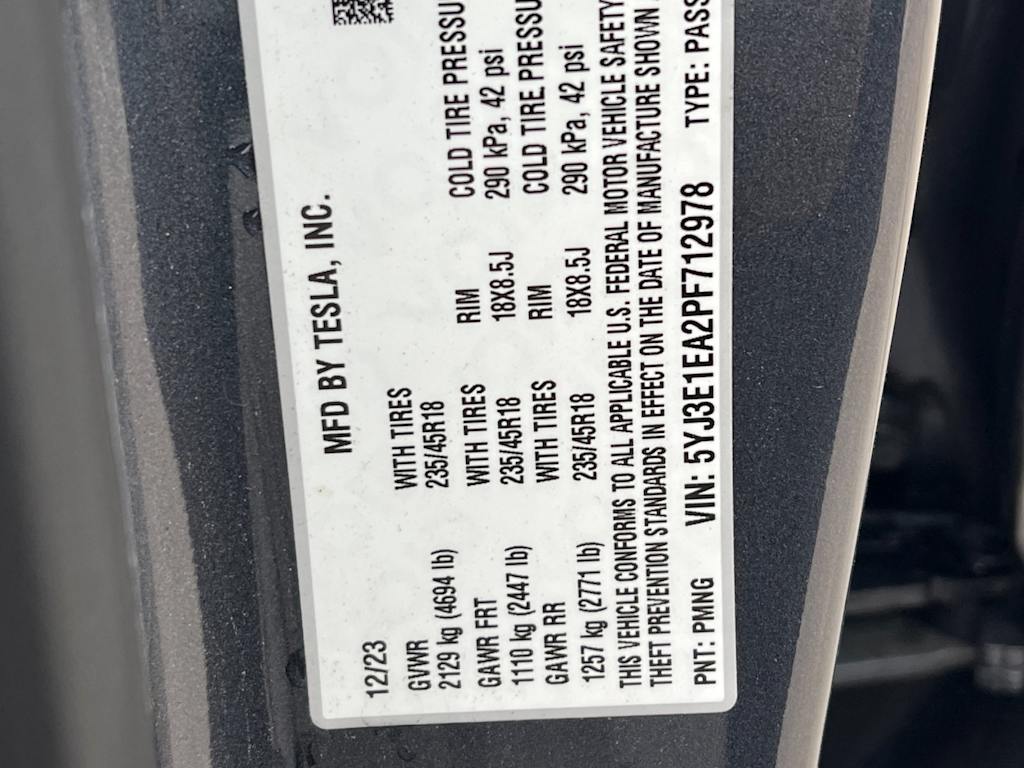 MFD BY TESLA, INC.
12/23
GVWR WITH TIRES RIM COLD TIRE PRESSU
2129 kg (4694 lb) 235/45R18
GAWR FRT WITH TIRES RIM COLD TIRE PRESSU
1110 kg (2447 lb) 235/45R18 18X8.5J 290 kPa, 42 psi
GAWR RR WITH TIRES RIM COLD TIRE PRESSU
1257 kg (2771 lb) 235/45R18 18X8.5J 290 kPa, 42 psi
THIS VEHICLE CONFORMS TO ALL APPLICABLE U.S. FEDERAL MOTOR VEHICLE SAFETY
THEFT PREVENTION STANDARDS IN EFFECT ON THE DATE OF MANUFACTURE SHOWN
PNT: PMNG VIN: 5YJ3E1EA2PF712978 TYPE: PASS